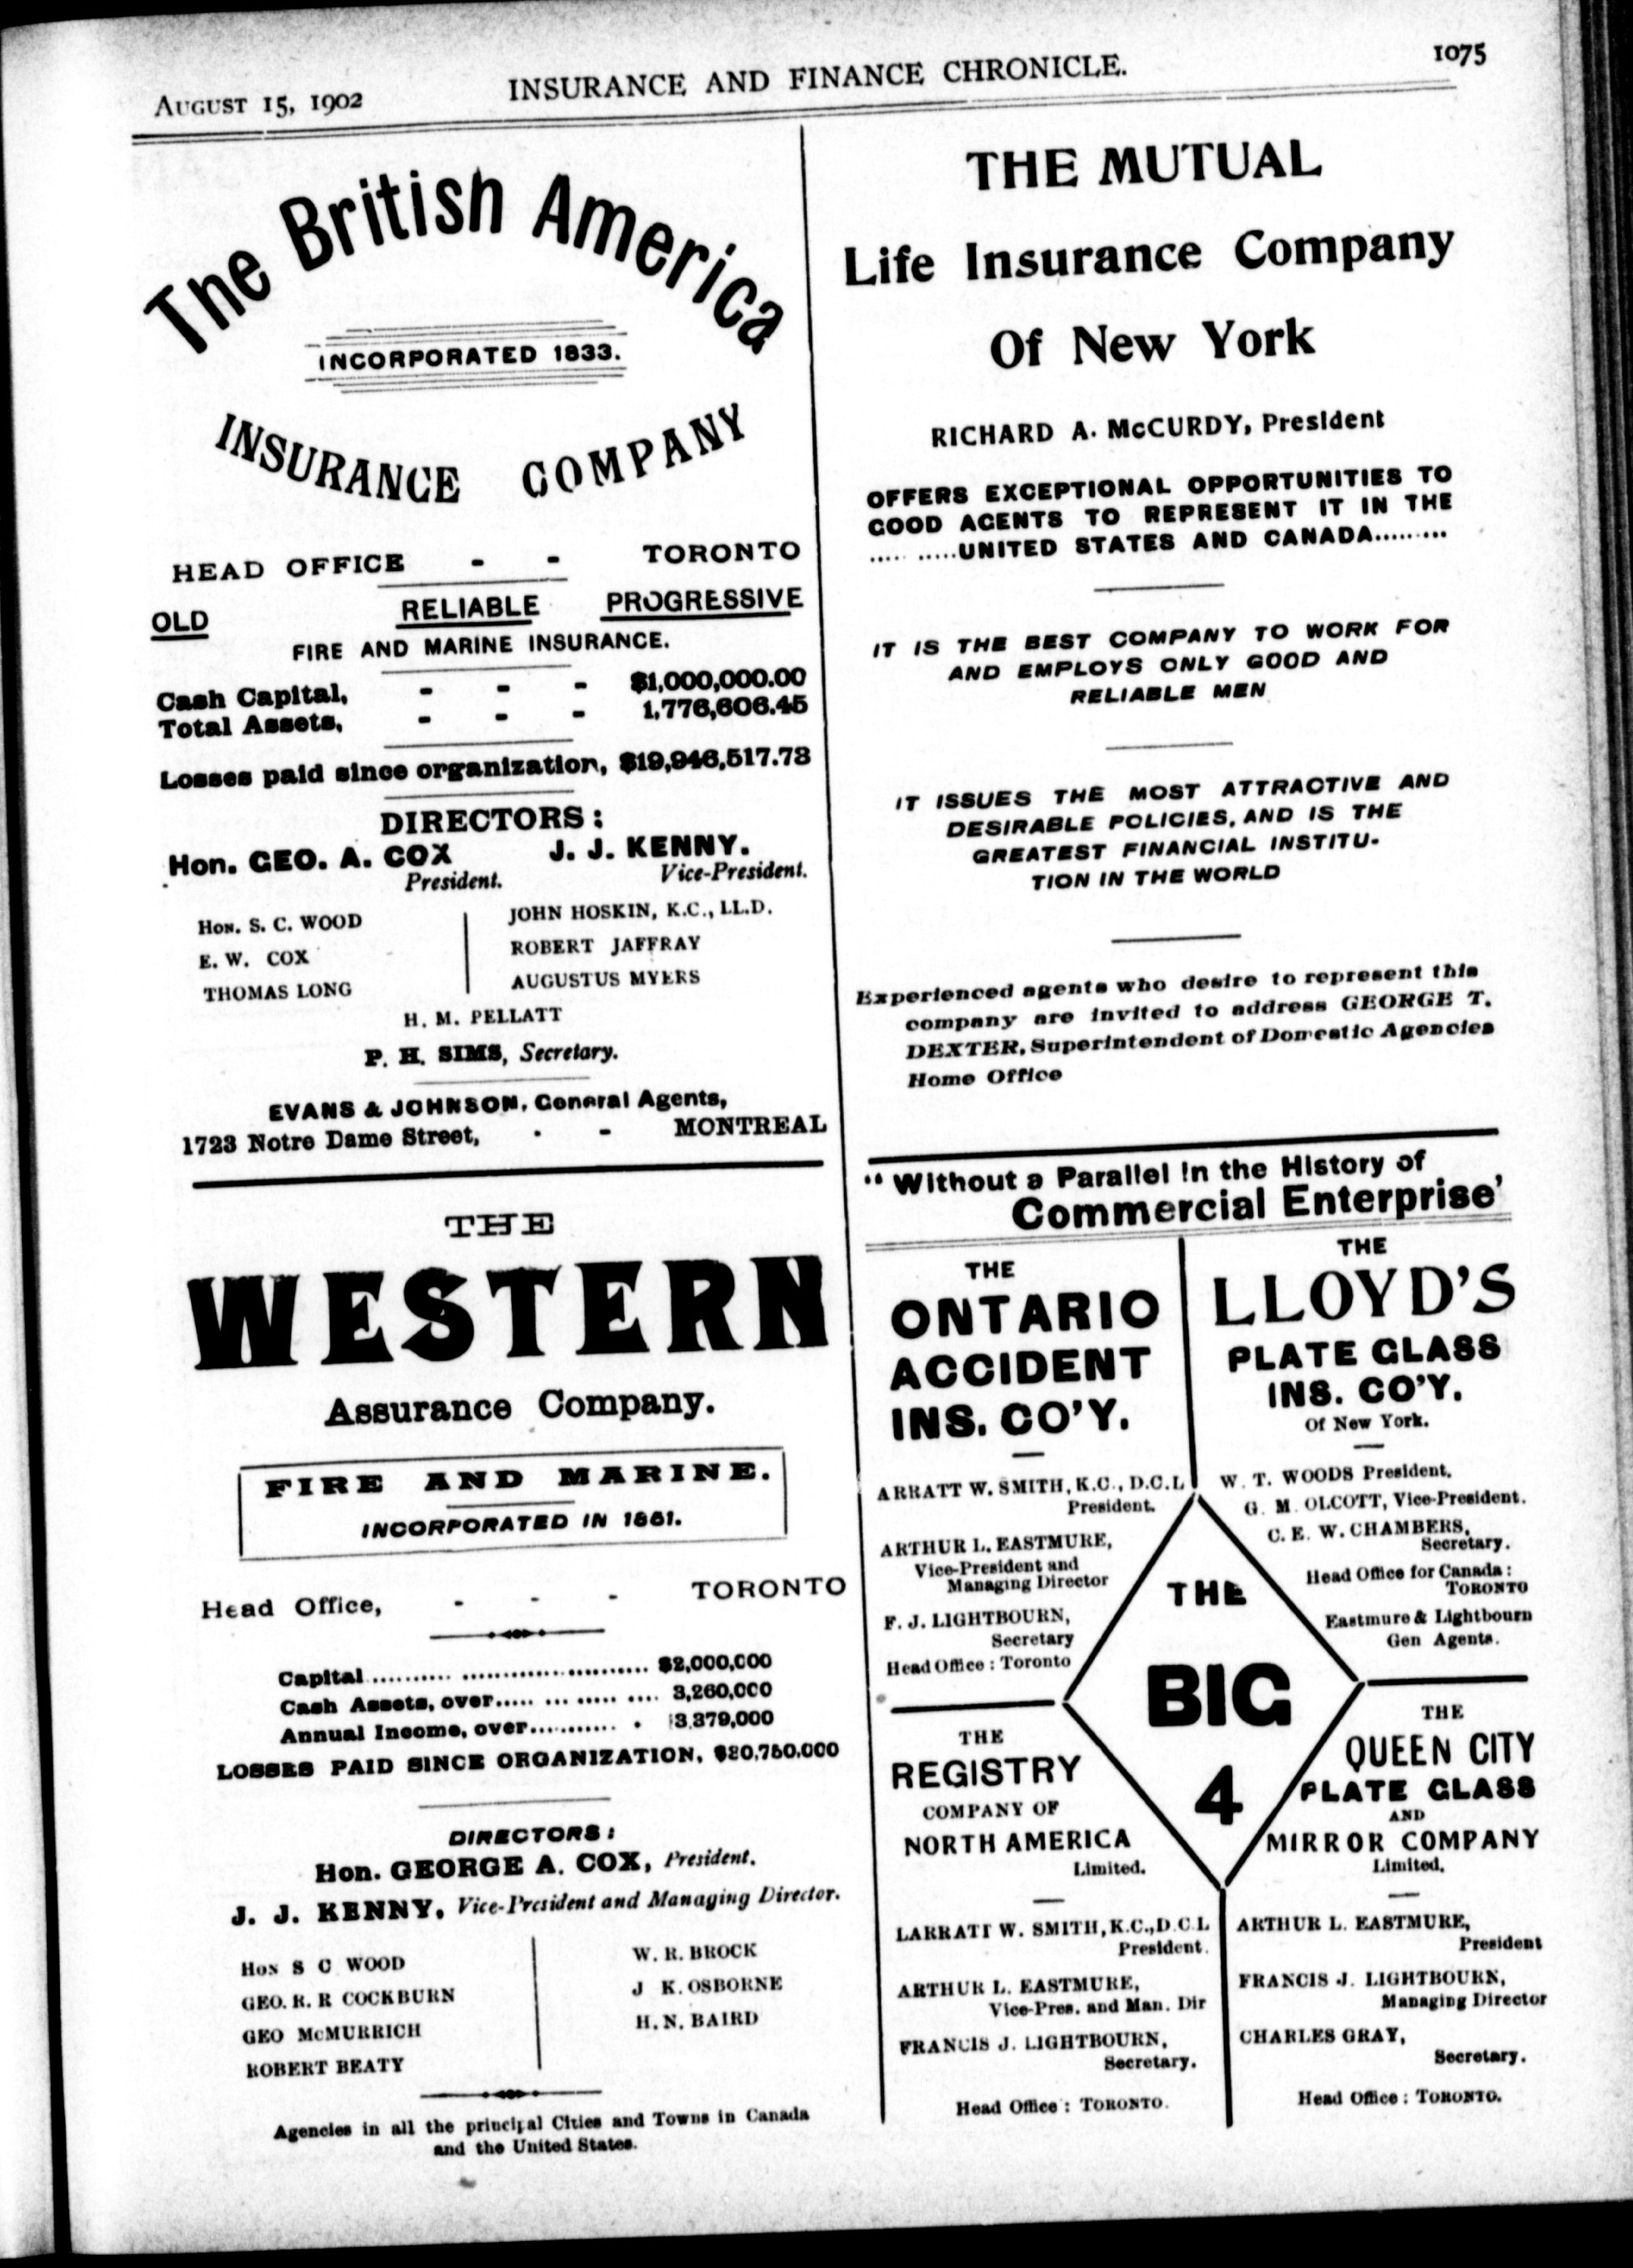 AUGUST 15, 1902
INSURANCE AND FINANCE CHRONICLE.
1075
The British America
INCORPORATED 1833.
INSURANCE COMPANY
HEAD OFFICE - - TORONTO
OLD RELIABLE PROGRESSIVE
FIRE AND MARINE INSURANCE.
Cash Capital, - - - $1,000,000.00
Total Assets, - - - 1,776,606.45
Losses paid since organization, $19,946,517.73
DIRECTORS:
Hon. GEO. A. COX J. J. KENNY.
President. Vice-President.
HON. S. C. WOOD
E. W. COX
THOMAS LONG
JOHN HOSKIN, K.C., LL.D.
ROBERT JAFFRAY
AUGUSTUS MYERS
H. M. PELLATT
P. H. SIMS, Secretary.
EVANS & JOHNSON, General Agents,
1723 Notre Dame Street, - - MONTREAL
THE
WESTERN
Assurance Company.
FIRE AND MARINE.
INCORPORATED IN 1851.
Head Office, - - - TORONTO
Capital ........................................ $2,000,000
Cash Assets, over..... ... ..... .... 3,260,000
Annual Income, over........... . 3,379,000
LOSSES PAID SINCE ORGANIZATION, $30,750,000
DIRECTORS:
Hon. GEORGE A. COX, President.
J. J. KENNY, Vice-President and Managing Director.
HON S C WOOD
GEO. R. R COCKBURN
GEO McMURRICH
ROBERT BEATY
W. R. BROCK
J K. OSBORNE
H. N. BAIRD
Agencies in all the principal Cities and Towns in Canada
and the United States.
THE MUTUAL
Life Insurance Company
Of New York
RICHARD A. McCURDY, President
OFFERS EXCEPTIONAL OPPORTUNITIES TO
GOOD AGENTS TO REPRESENT IT IN THE
..... .....UNITED STATES AND CANADA.........
IT IS THE BEST COMPANY TO WORK FOR
AND EMPLOYS ONLY GOOD AND
RELIABLE MEN
IT ISSUES THE MOST ATTRACTIVE AND
DESIRABLE POLICIES, AND IS THE
GREATEST FINANCIAL INSTITU-
TION IN THE WORLD
Experienced agents who desire to represent this
company are invited to address GEORGE T.
DEXTER, Superintendent of Domestic Agencies
Home Office
"Without a Parallel in the History of
Commercial Enterprise'
THE
ONTARIO
ACCIDENT
INS. CO'Y.
ARRATT W. SMITH, K.C., D.C.L
President.
ARTHUR L. EASTMURE,
Vice-President and
Managing Director
F. J. LIGHTBOURN,
Secretary
Head Office : Toronto
THE
LLOYD'S
PLATE GLASS
INS. CO'Y.
Of New York.
W. T. WOODS President.
G. M OLCOTT, Vice-President.
C. E. W. CHAMBERS,
Secretary.
Head Office for Canada :
TORONTO
Eastmure & Lightbourn
Gen Agents.
THE
BIG
4
THE
REGISTRY
COMPANY OF
NORTH AMERICA
Limited.
LARRATT W. SMITH, K.C., D.C.L
President.
ARTHUR L. EASTMURE,
Vice-Pres. and Man. Dir
FRANCIS J. LIGHTBOURN,
Secretary.
Head Office : TORONTO.
THE
QUEEN CITY
PLATE GLASS
AND
MIRROR COMPANY
Limited.
ARTHUR L. EASTMURE,
President
FRANCIS J. LIGHTBOURN,
Managing Director
CHARLES GRAY,
Secretary.
Head Office : TORONTO.